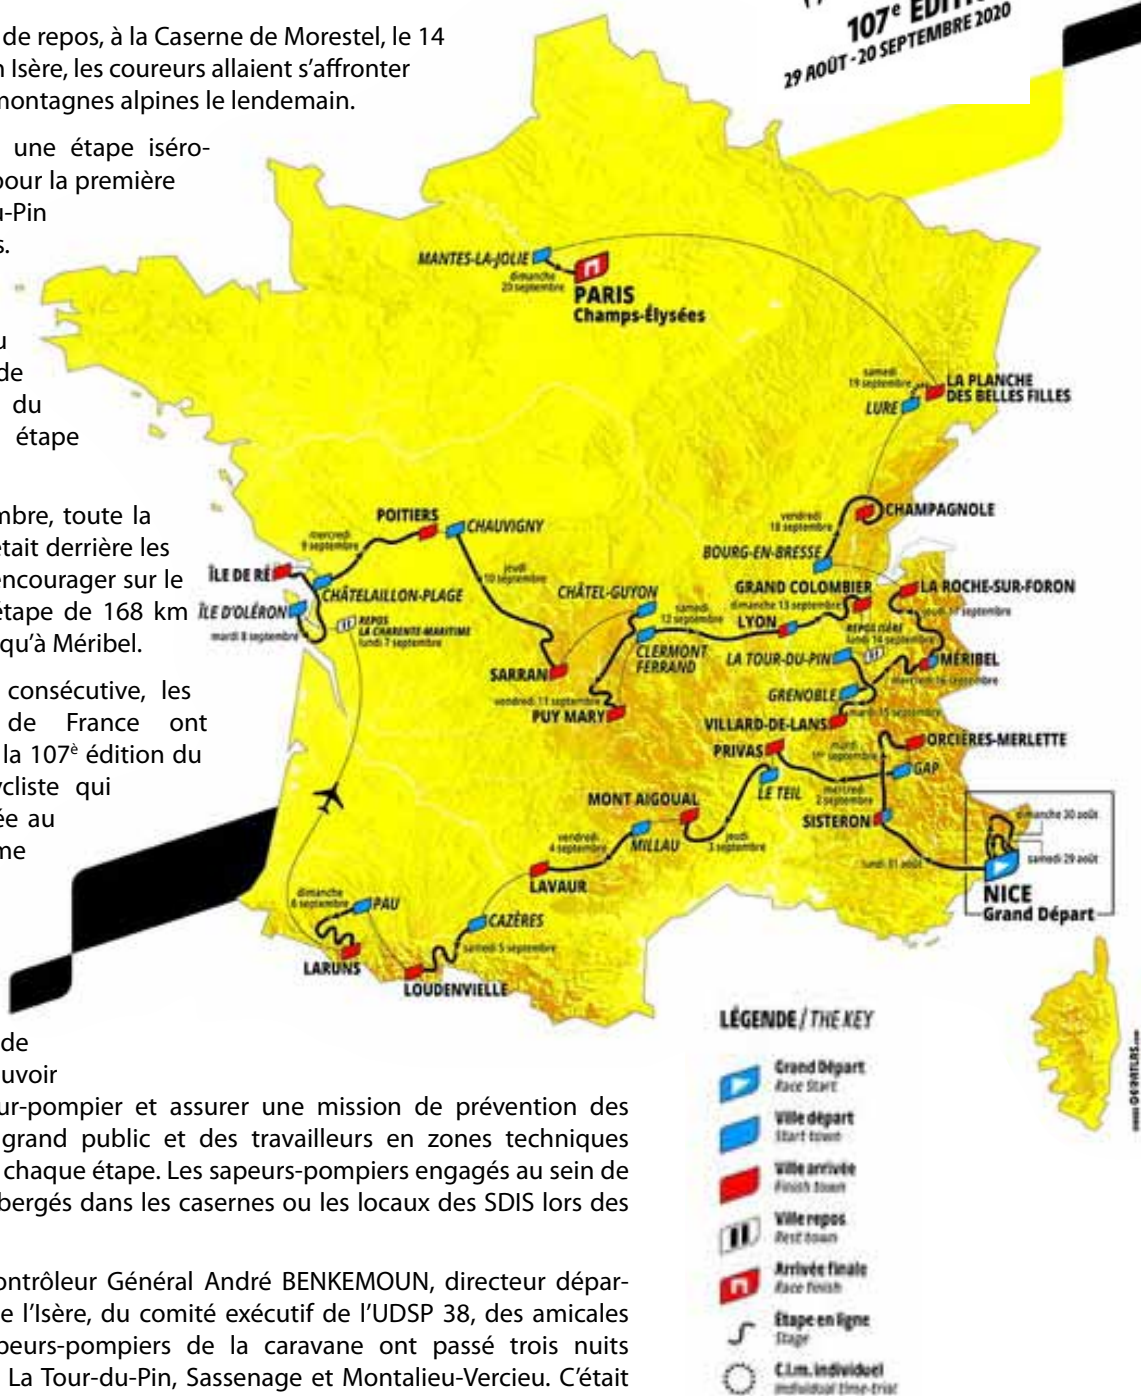 107e ÉDITI
29 AOÛT - 20 SEPTEMBRE 2020
de repos, à la Caserne de Morestel, le 14
n Isère, les coureurs allaient s’affronter
montagnes alpines le lendemain.
une étape iséro-
pour la première
u-Pin
s.
u
de
du
étape
mbre, toute la
était derrière les
encourager sur le
étape de 168 km
qu’à Méribel.
consécutive, les
de France ont
la 107è édition du
ycliste qui
ée au
me
de
uvoir
ur-pompier et assurer une mission de prévention des
grand public et des travailleurs en zones techniques
chaque étape. Les sapeurs-pompiers engagés au sein de
bergés dans les casernes ou les locaux des SDIS lors des
ontrôleur Général André BENKEMOUN, directeur dépar-
e l’Isère, du comité exécutif de l’UDSP 38, des amicales
peurs-pompiers de la caravane ont passé trois nuits
La Tour-du-Pin, Sassenage et Montalieu-Vercieu. C’était
MANTES-LA-JOLIE
dimanche
20 septembre
PARIS
Champs-Élysées
samedi
19 septembre
LA PLANCHE
DES BELLES FILLES
LURE
CHAMPAGNOLE
vendredi
18 septembre
BOURG-EN-BRESSE
POITIERS
CHAUVIGNY
mercredi
9 septembre
ÎLE DE RÉ
CHÂTELAILLON-PLAGE
ÎLE D'OLÉRON
mardi 8 septembre
REPOS
LA CHARENTE-MARITIME
lundi 7 septembre
jeudi
10 septembre
CHÂTEL-GUYON
samedi
12 septembre
CLERMONT
FERRAND
SARRAN
vendredi 11 septembre
PUY MARY
GRAND COLOMBIER
dimanche 13 septembre
LYON
LA ROCHE-SUR-FORON
jeudi 17 septembre
REPOS ISÈRE
lundi 14 septembre
LA TOUR-DU-PIN
MÉRIBEL
mercredi 16 septembre
GRENOBLE
mardi 15 septembre
VILLARD-DE-LANS
PRIVAS
mardi
1er septembre
ORCIÈRES-MERLETTE
GAP
LE TEIL
mercredi
2 septembre
SISTERON
MONT AIGOUAL
jeudi
3 septembre
MILLAU
vendredi
4 septembre
LAVAUR
lundi 31 août
dimanche 30 août
samedi 29 août
NICE
Grand Départ
dimanche
6 septembre
PAU
CAZÈRES
samedi 5 septembre
LARUNS
LOUDENVIELLE
LÉGENDE / THE KEY
Grand Départ
Race Start
Ville départ
Start town
Ville arrivée
Finish town
Ville repos
Rest town
Arrivée finale
Race finish
Étape en ligne
Stage
C.l.m. individuel
Individual time-trial